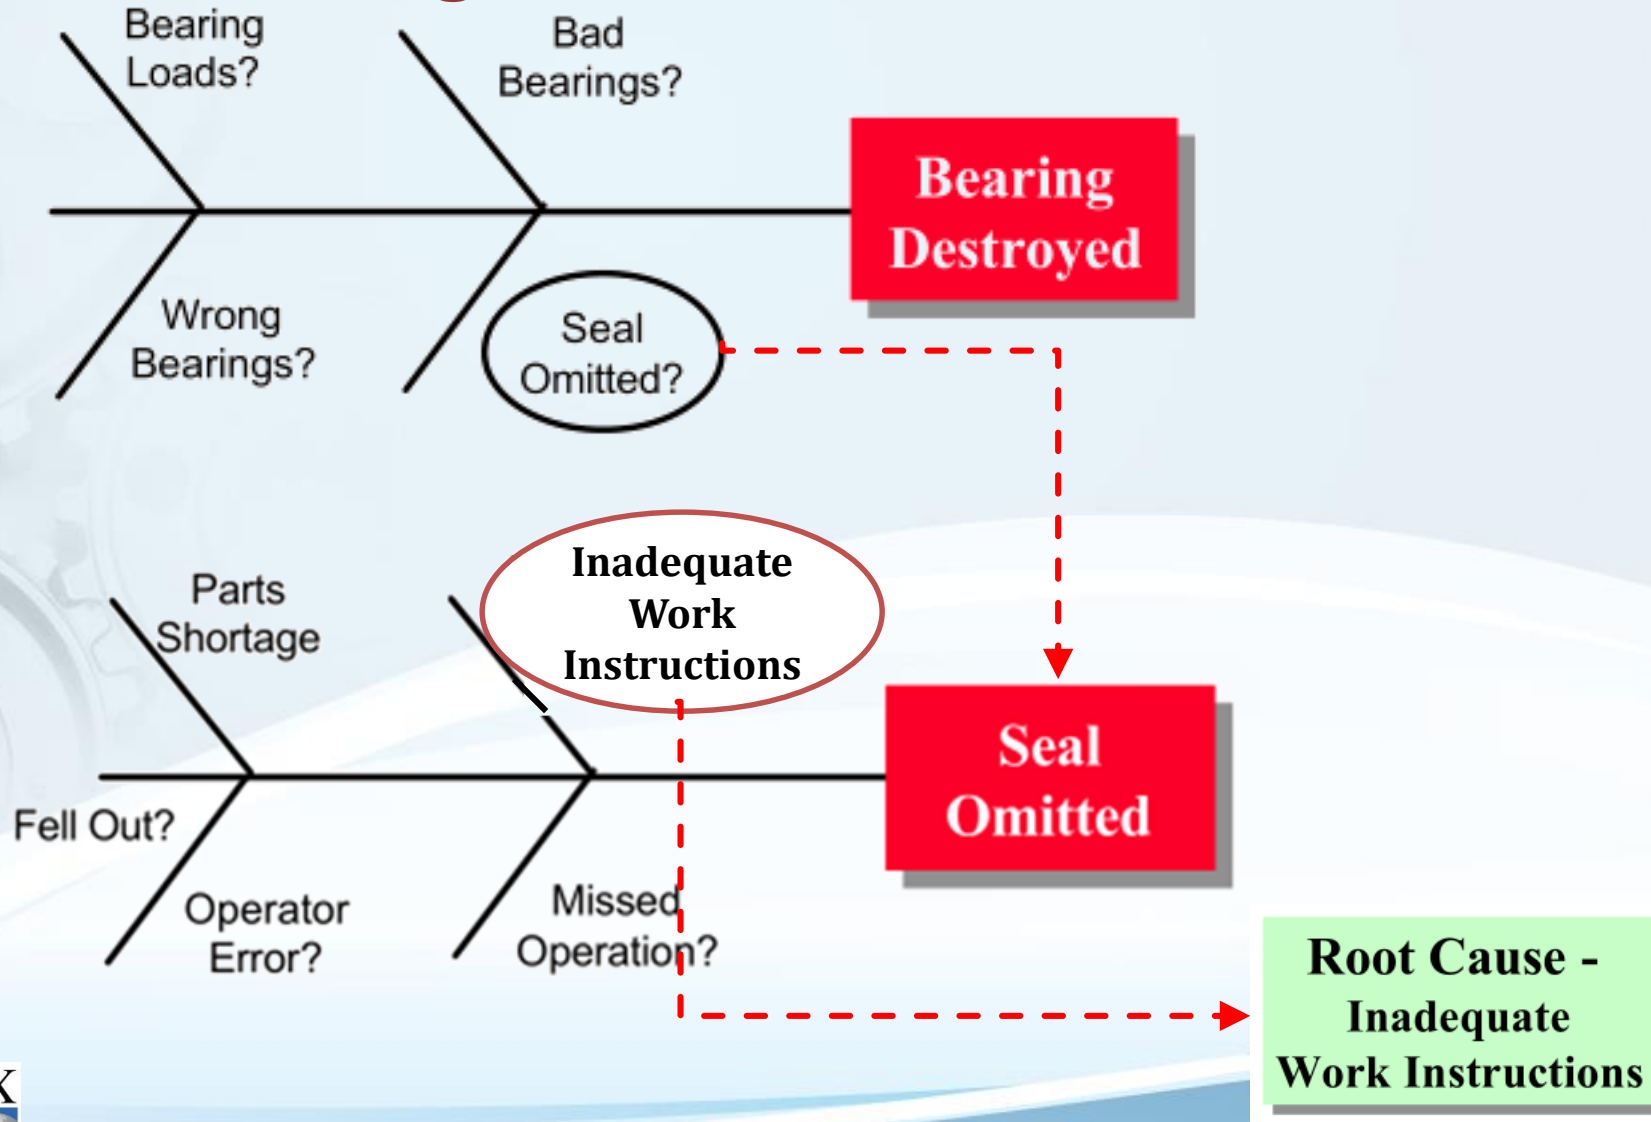 Bearing
Loads?
Bad
Bearings?
Bearing
Destroyed
Wrong
Bearings?
Seal
Omitted?
Inadequate
Work
Instructions
Parts
Shortage
Seal
Omitted
Fell Out?
Operator
Error?
Missed
Operation?
Root Cause -
Inadequate
Work Instructions
X